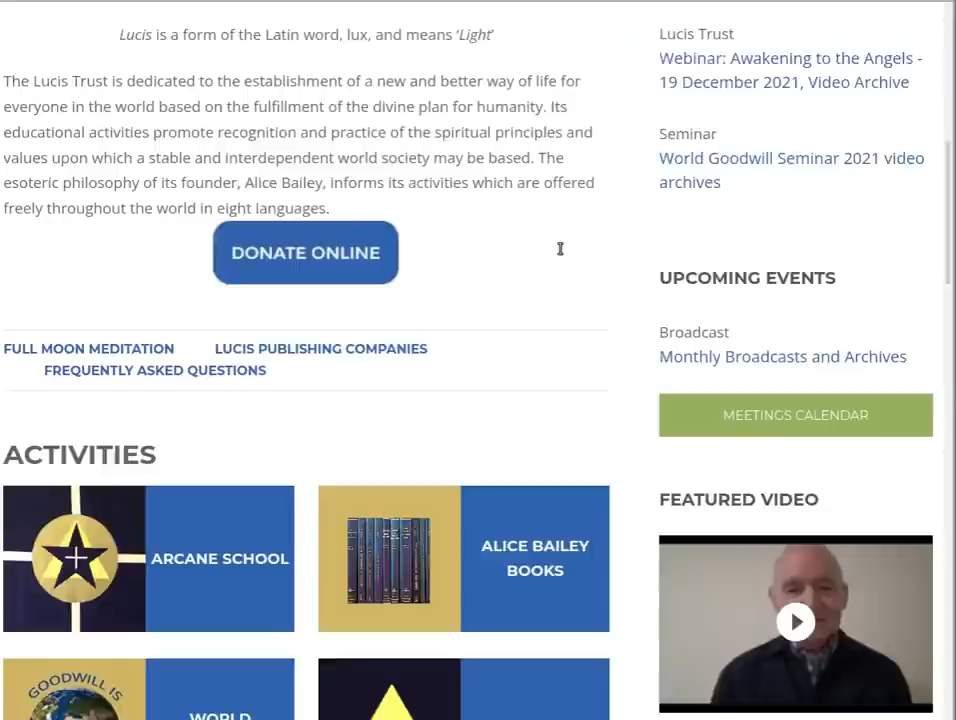 Lucis is a form of the Latin word, lux, and means ‘Light’
The Lucis Trust is dedicated to the establishment of a new and better way of life for
everyone in the world based on the fulfillment of the divine plan for humanity. Its
educational activities promote recognition and practice of the spiritual principles and
values upon which a stable and interdependent world society may be based. The
esoteric philosophy of its founder, Alice Bailey, informs its activities which are offered
freely throughout the world in eight languages.
DONATE ONLINE
FULL MOON MEDITATION
LUCIS PUBLISHING COMPANIES
FREQUENTLY ASKED QUESTIONS
ACTIVITIES
ARCANE SCHOOL
ALICE BAILEY
BOOKS
GOODWILL IS
WORLD
Lucis Trust
Webinar: Awakening to the Angels -
19 December 2021, Video Archive
Seminar
World Goodwill Seminar 2021 video
archives
UPCOMING EVENTS
Broadcast
Monthly Broadcasts and Archives
MEETINGS CALENDAR
FEATURED VIDEO